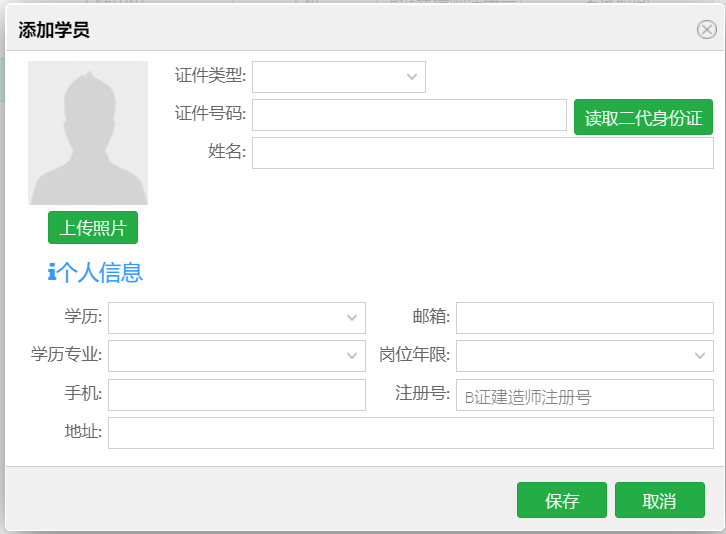 添加学员
证件类型:
证件号码:
读取二代身份证
姓名:
上传照片
个人信息
学历:
邮箱:
学历专业:
岗位年限:
手机:
注册号: B证建造师注册号
地址:
保存
取消